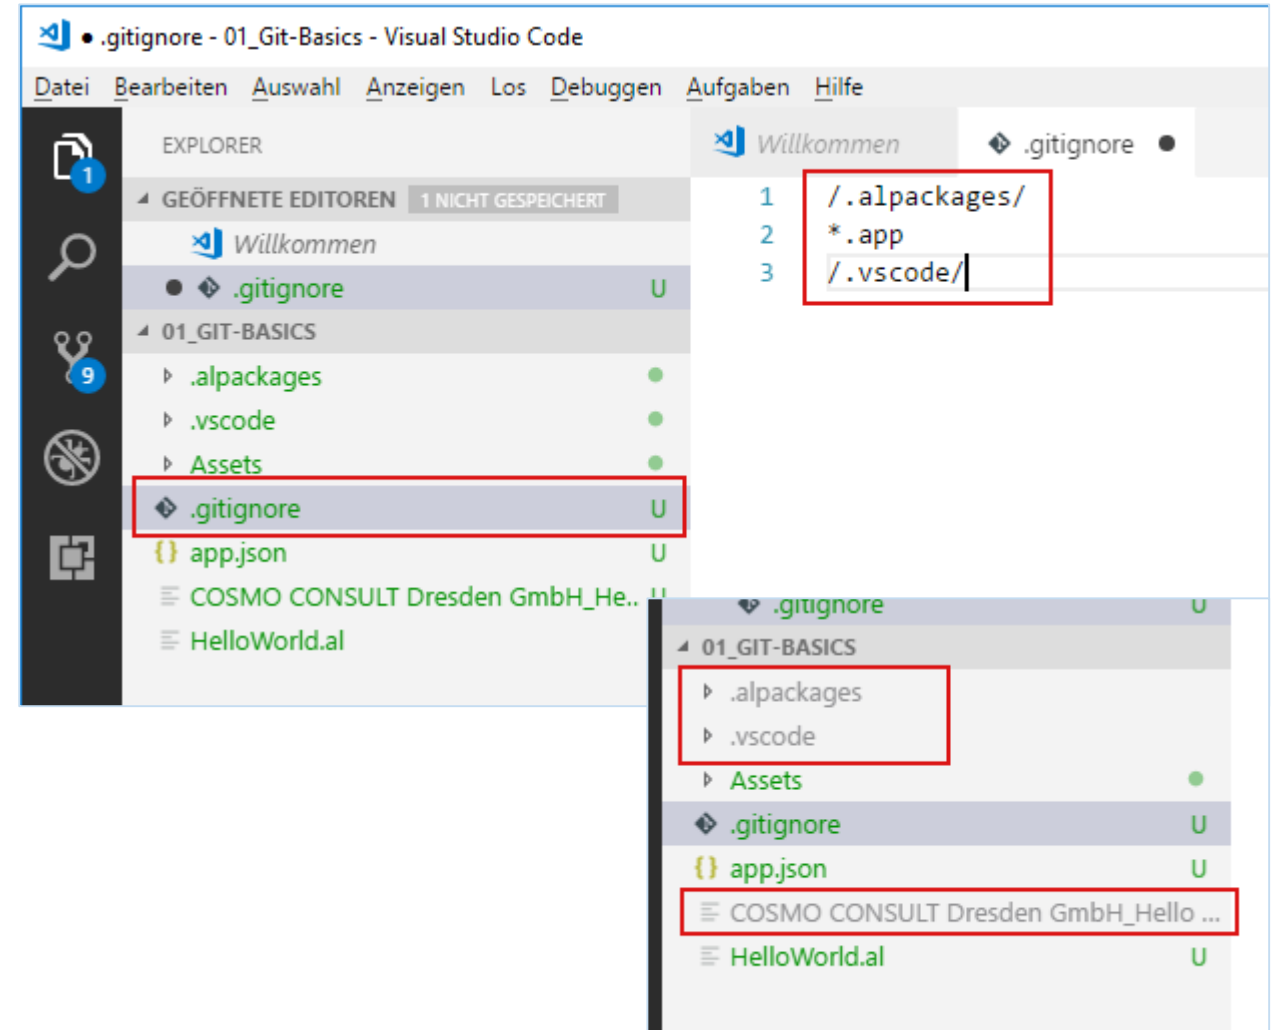 ● .gitignore - 01_Git-Basics - Visual Studio Code
Datei Bearbeiten Auswahl Anzeigen Los Debuggen Aufgaben Hilfe
EXPLORER
GEÖFFNETE EDITOREN 1 NICHT GESPEICHERT
Willkommen
.gitignore U
01_GIT-BASICS
.alpackages
.vscode
Assets
.gitignore U
app.json U
COSMO CONSULT Dresden GmbH_He.. U
HelloWorld.al
1
9
Willkommen .gitignore
1 /.alpackages/
2 *.app
3 /.vscode/
.gitignore U
01_GIT-BASICS
.alpackages
.vscode
Assets
.gitignore U
app.json U
COSMO CONSULT Dresden GmbH_Hello ...
HelloWorld.al U